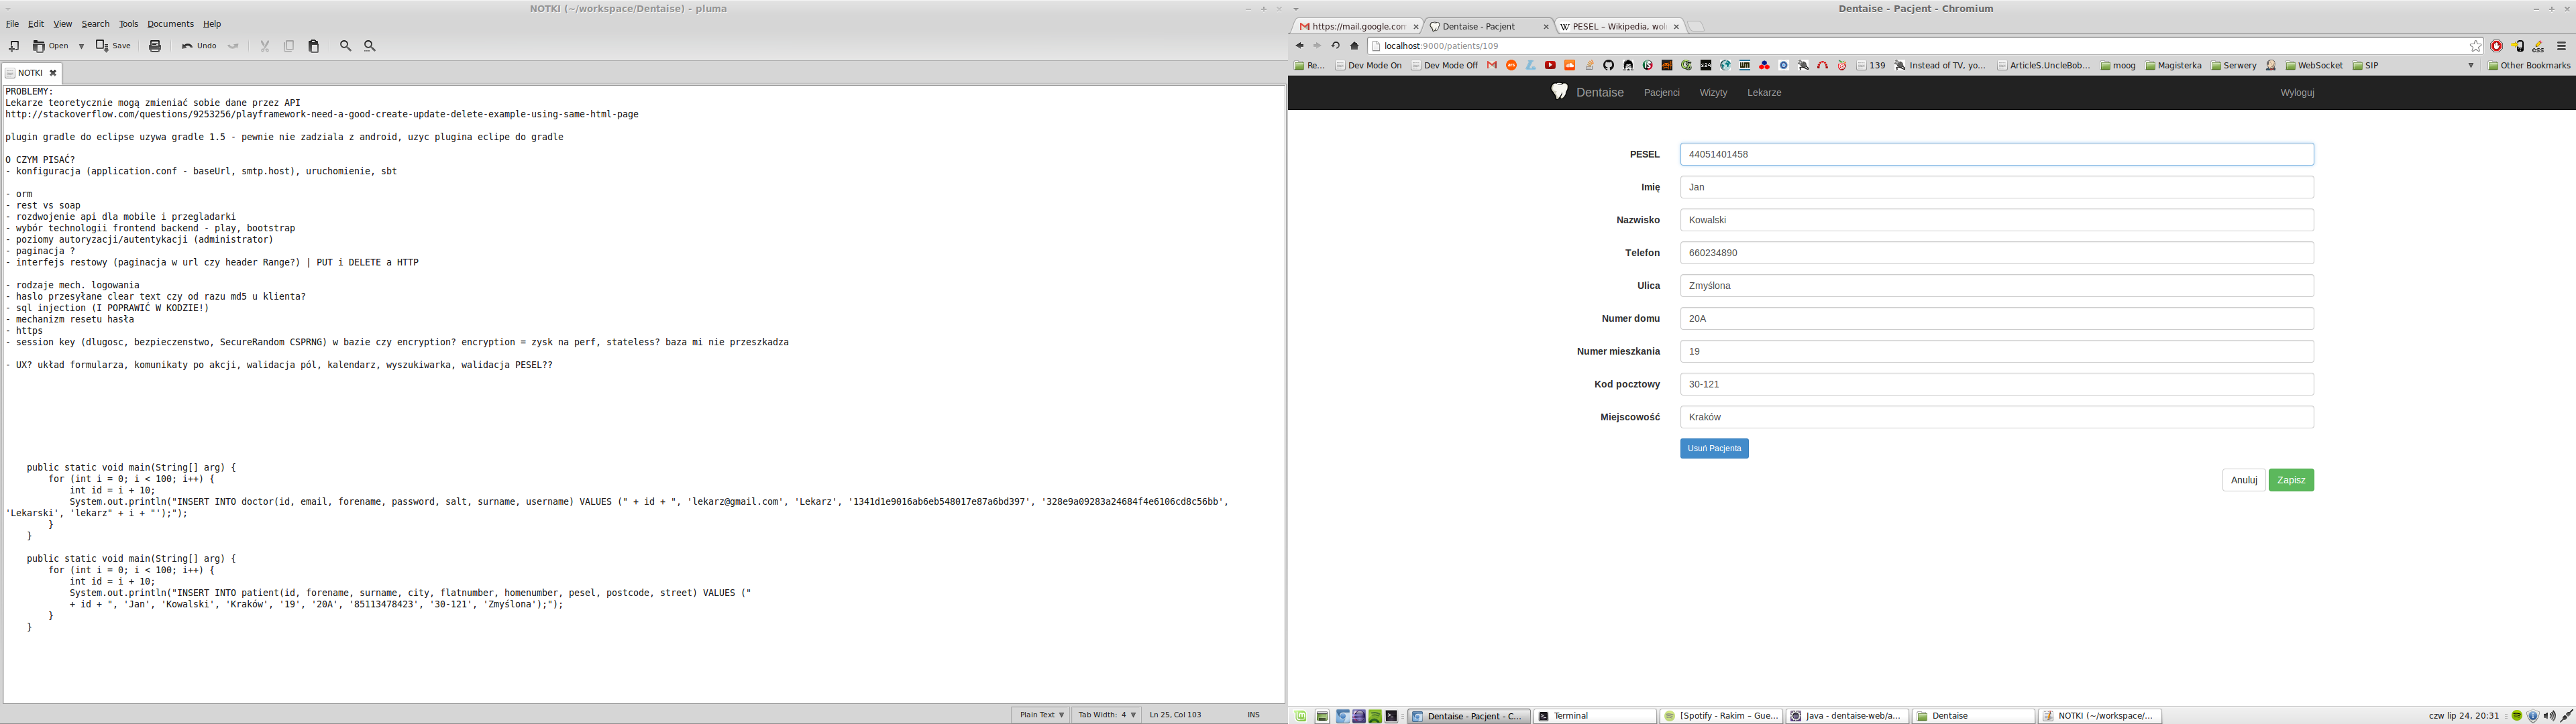 NOTKI (~/workspace/Dentaise) - pluma
File Edit View Search Tools Documents Help
Open Save Undo
NOTKI
PROBLEMY:
Lekarze teoretycznie mogą zmieniać sobie dane przez API
http://stackoverflow.com/questions/9253256/playframework-need-a-good-create-update-delete-example-using-same-html-page
plugin gradle do eclipse uzywa gradle 1.5 - pewnie nie zadziala z android, uzyc plugina eclipe do gradle
O CZYM PISAĆ?
- konfiguracja (application.conf - baseUrl, smtp.host), uruchomienie, sbt
- orm
- rest vs soap
- rozdwojenie api dla mobile i przegladarki
- wybór technologii frontend backend - play, bootstrap
- poziomy autoryzacji/autentykacji (administrator)
- paginacja ?
- interfejs restowy (paginacja w url czy header Range?) | PUT i DELETE a HTTP
- rodzaje mech. logowania
- haslo przesyłane clear text czy od razu md5 u klienta?
- sql injection (I POPRAWIĆ W KODZIE!)
- mechanizm resetu hasła
- https
- session key (dlugosc, bezpieczenstwo, SecureRandom CSPRNG) w bazie czy encryption? encryption = zysk na perf, stateless? baza mi nie przeszkadza
- UX? układ formularza, komunikaty po akcji, walidacja pól, kalendarz, wyszukiwarka, walidacja PESEL??
public static void main(String[] arg) {
for (int i = 0; i < 100; i++) {
int id = i + 10;
System.out.println("INSERT INTO doctor(id, email, forename, password, salt, surname, username) VALUES (" + id + ", 'lekarz@gmail.com', 'Lekarz', '1341d1e9016ab6eb548017e87a6bd397', '328e9a09283a24684f4e6106cd8c56bb',
'Lekarski', 'lekarz" + i + "');");
}
}
public static void main(String[] arg) {
for (int i = 0; i < 100; i++) {
int id = i + 10;
System.out.println("INSERT INTO patient(id, forename, surname, city, flatnumber, homenumber, pesel, postcode, street) VALUES ("
+ id + ", 'Jan', 'Kowalski', 'Kraków', '19', '20A', '85113478423', '30-121', 'Zmyślona');");
}
}
Plain Text Tab Width: 4 Ln 25, Col 103 INS
Dentaise - Pacjent - Chromium
https://mail.google.com Dentaise - Pacjent PESEL – Wikipedia, wol
localhost:9000/patients/109
Re... Dev Mode On Dev Mode Off 139 Instead of TV, yo... ArticleS.UncleBob... moog Magisterka Serwery WebSocket SIP Other Bookmarks
Dentaise Pacjenci Wizyty Lekarze Wyloguj
PESEL 44051401458
Imię Jan
Nazwisko Kowalski
Telefon 660234890
Ulica Zmyślona
Numer domu 20A
Numer mieszkania 19
Kod pocztowy 30-121
Miejscowość Kraków
Usuń Pacjenta
Anuluj Zapisz
Dentaise - Pacjent - C... Terminal [Spotify - Rakim – Gue... Java - dentaise-web/a... Dentaise NOTKI (~/workspace/... czw lip 24, 20:31